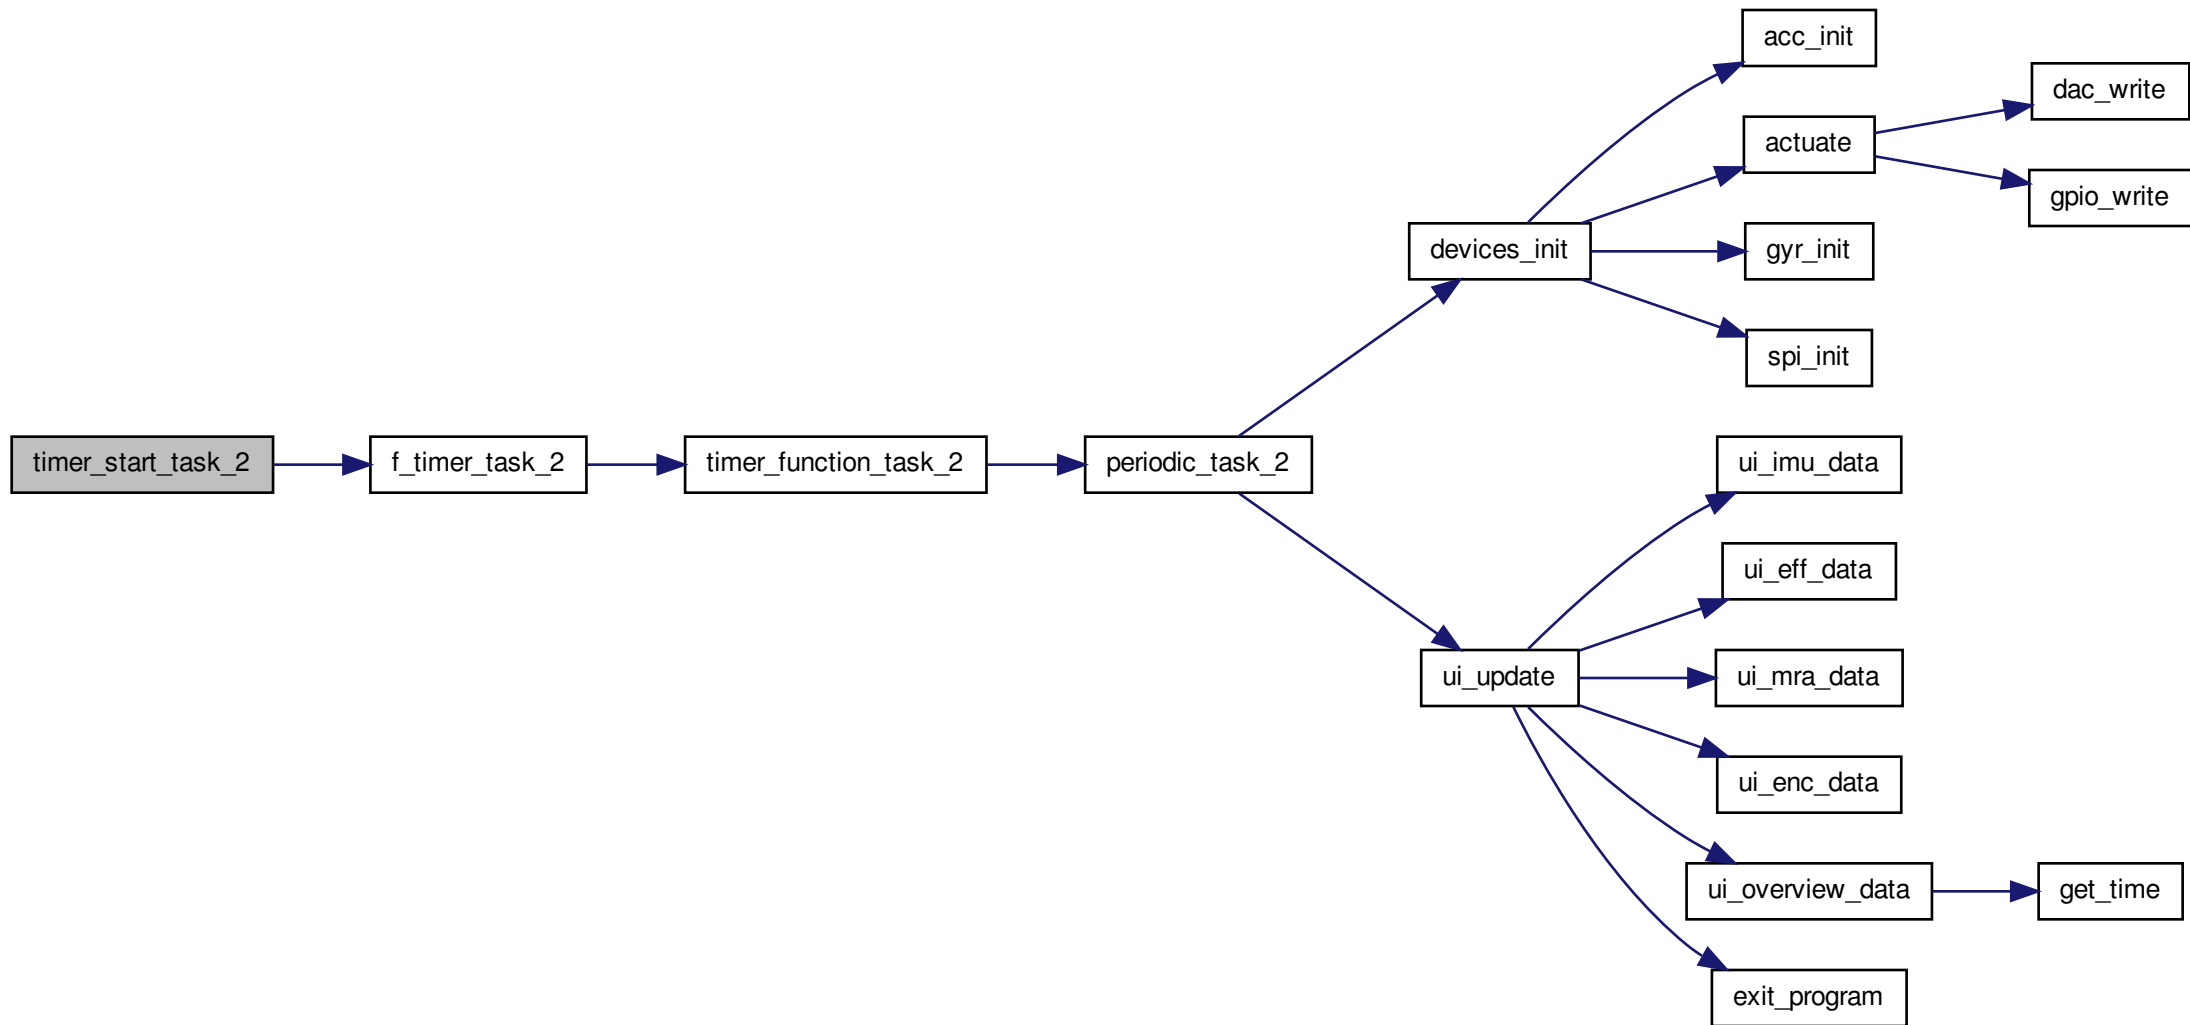 timer_start_task_2
f_timer_task_2
timer_function_task_2
periodic_task_2
devices_init
acc_init
actuate
dac_write
gpio_write
gyr_init
spi_init
ui_update
ui_imu_data
ui_eff_data
ui_mra_data
ui_enc_data
ui_overview_data
get_time
exit_program